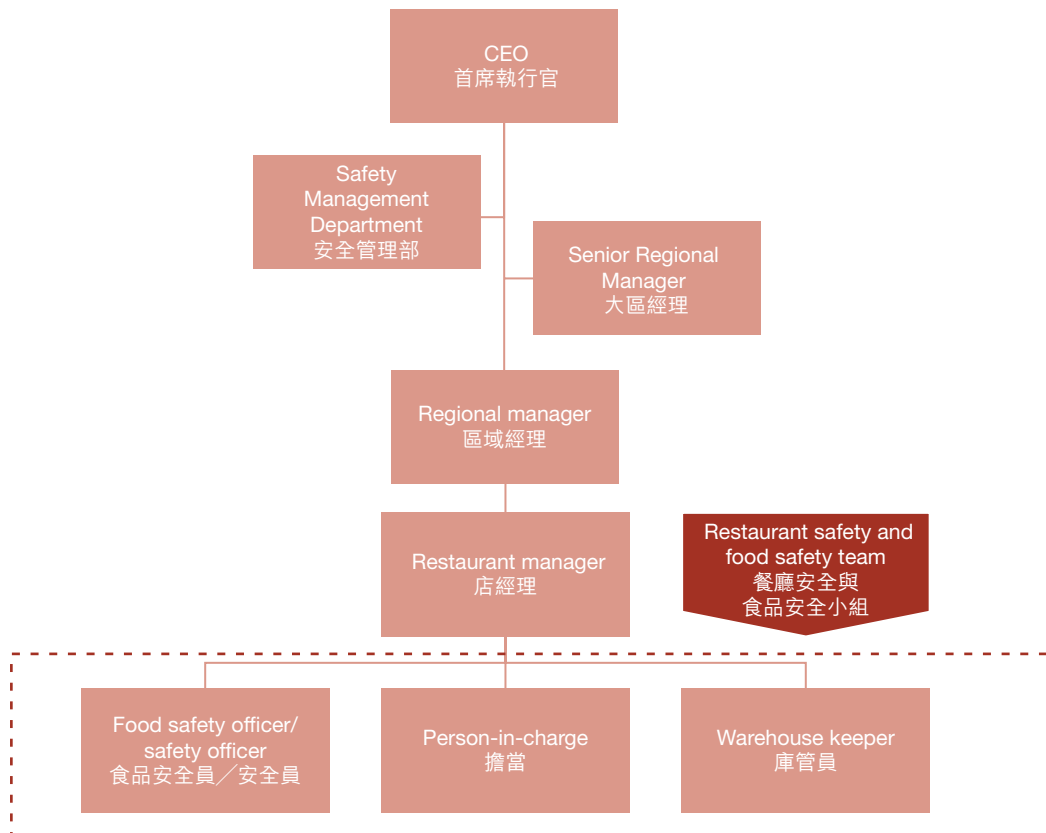 CEO
首席執行官
Safety
Management
Department
安全管理部
Senior Regional
Manager
大區經理
Regional manager
區域經理
Restaurant manager
店經理
Restaurant safety and
food safety team
餐廳安全與
食品安全小組
Food safety officer/
safety officer
食品安全員╱安全員
Person-in-charge
擔當
Warehouse keeper
庫管員